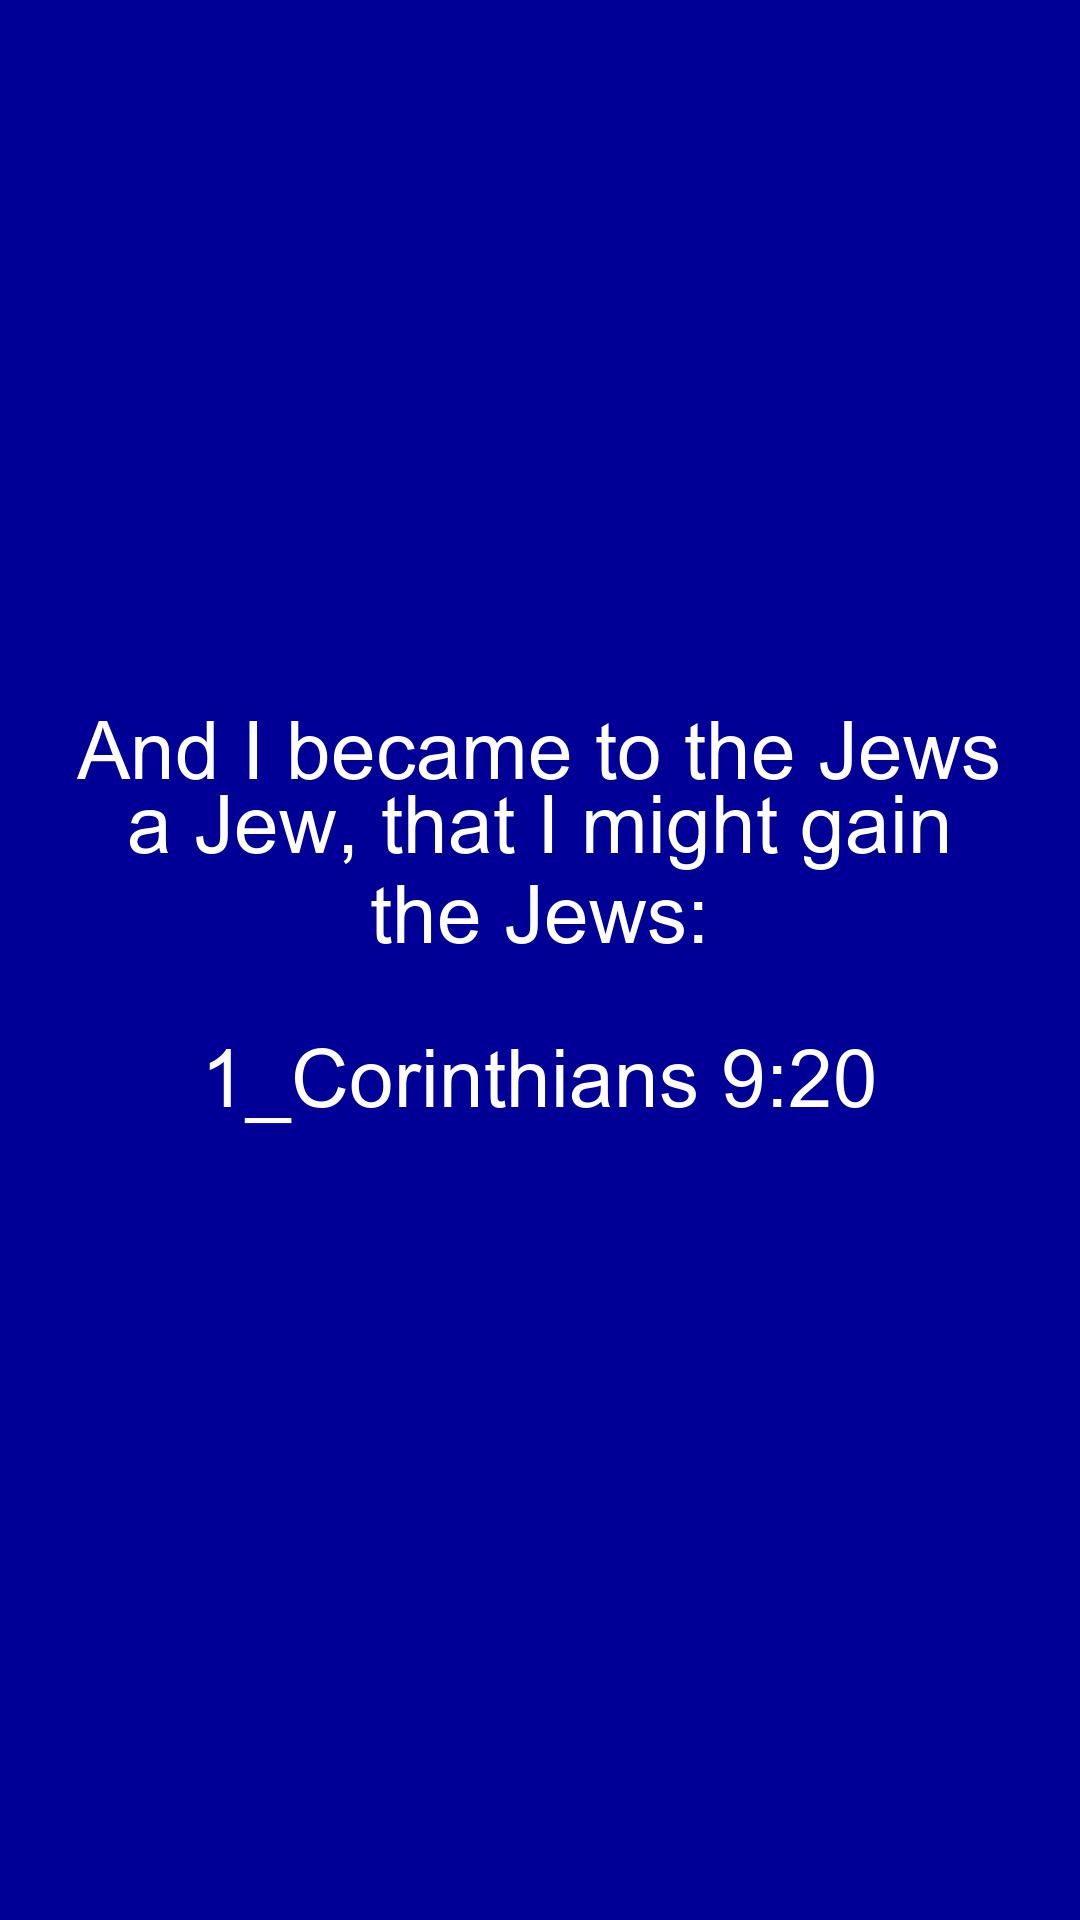 And I became to the Jews
a Jew, that I might gain
the Jews:
1_Corinthians 9:20